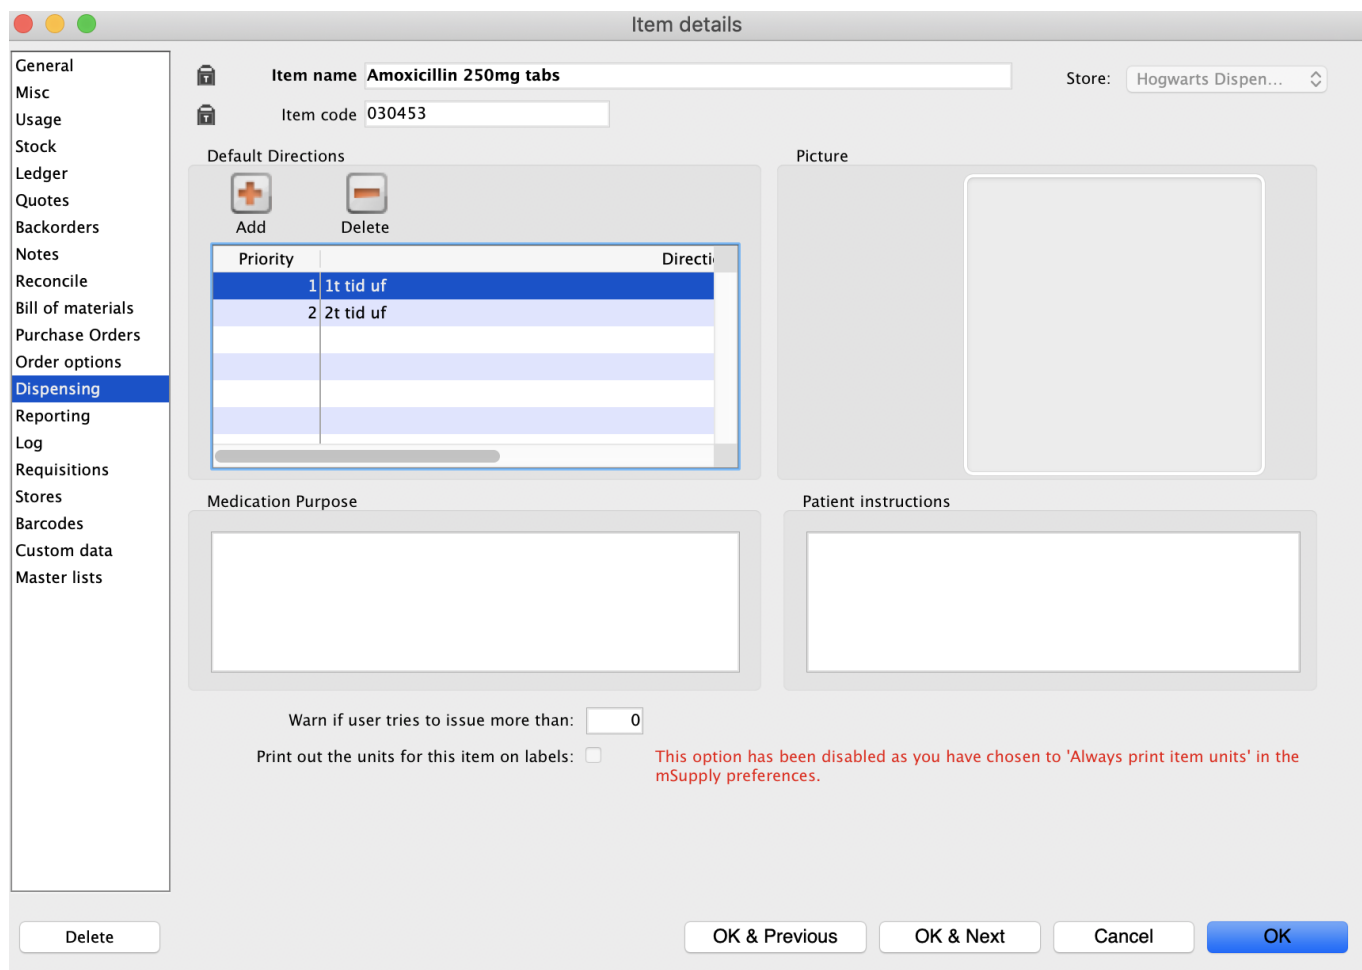 Item details
General
Misc
Usage
Stock
Ledger
Quotes
Backorders
Notes
Reconcile
Bill of materials
Purchase Orders
Order options
Dispensing
Reporting
Log
Requisitions
Stores
Barcodes
Custom data
Master lists
Item name Amoxicillin 250mg tabs
Store: Hogwarts Dispen...
Item code 030453
Default Directions
Add Delete
Priority Directi
1 1t tid uf
2 2t tid uf
Picture
Medication Purpose
Patient instructions
Warn if user tries to issue more than: 0
Print out the units for this item on labels:
This option has been disabled as you have chosen to 'Always print item units' in the
mSupply preferences.
Delete OK & Previous OK & Next Cancel OK